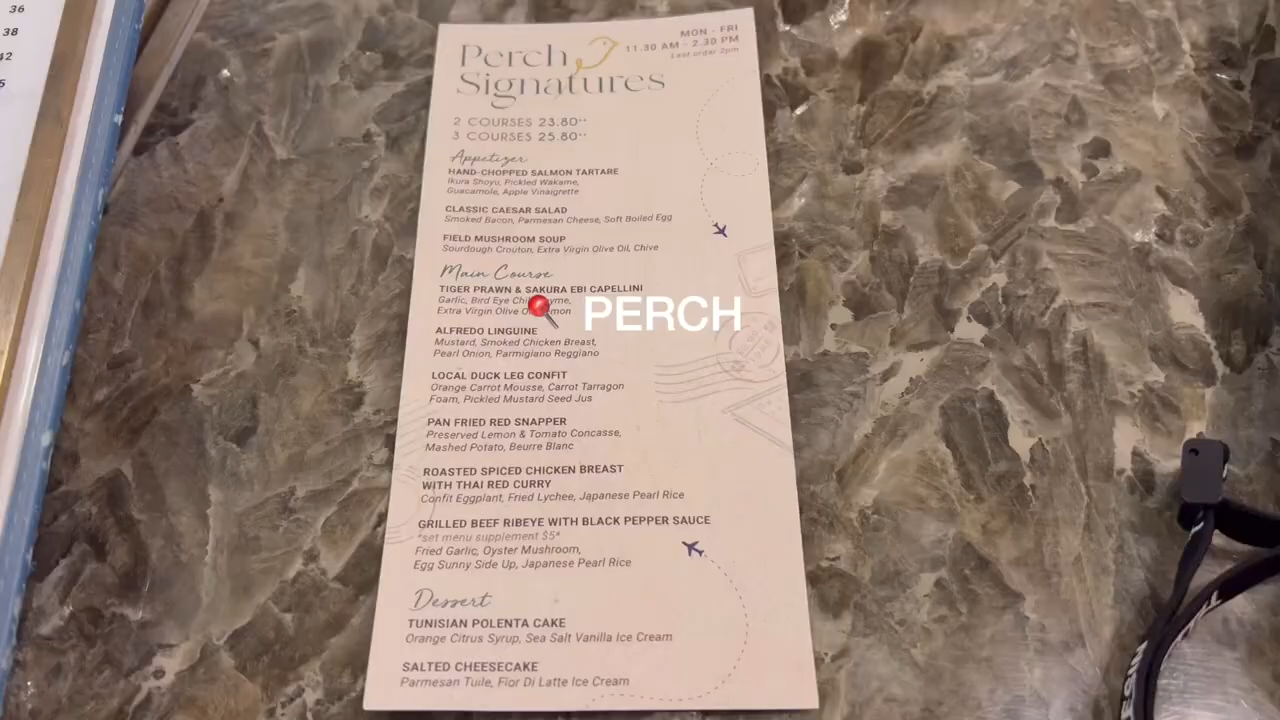 36
38
42
5
MON - FRI
11.30 AM - 2.30 PM
Last order 2pm
Perch
Signatures
2 COURSES 23.80++
3 COURSES 25.80++
Appetizer
HAND-CHOPPED SALMON TARTARE
Ikura Shoyu, Pickled Wakame,
Guacamole, Apple Vinaigrette
CLASSIC CAESAR SALAD
Smoked Bacon, Parmesan Cheese, Soft Boiled Egg
FIELD MUSHROOM SOUP
Sourdough Crouton, Extra Virgin Olive Oil, Chive
Main Course
TIGER PRAWN & SAKURA EBI CAPELLINI
Garlic, Bird Eye
Extra Virgin Olive
PERCH
ALFREDO LINGUINE
Mustard, Smoked Chicken Breast,
Pearl Onion, Parmigiano Reggiano
LOCAL DUCK LEG CONFIT
Orange Carrot Mousse, Carrot Tarragon
Foam, Pickled Mustard Seed Jus
PAN FRIED RED SNAPPER
Preserved Lemon & Tomato Concasse,
Mashed Potato, Beurre Blanc
ROASTED SPICED CHICKEN BREAST
WITH THAI RED CURRY
Confit Eggplant, Fried Lychee, Japanese Pearl Rice
GRILLED BEEF RIBEYE WITH BLACK PEPPER SAUCE
*set menu supplement $5*
Fried Garlic, Oyster Mushroom,
Egg Sunny Side Up, Japanese Pearl Rice
Dessert
TUNISIAN POLENTA CAKE
Orange Citrus Syrup, Sea Salt Vanilla Ice Cream
SALTED CHEESECAKE
Parmesan Tuile, Fior Di Latte Ice Cream